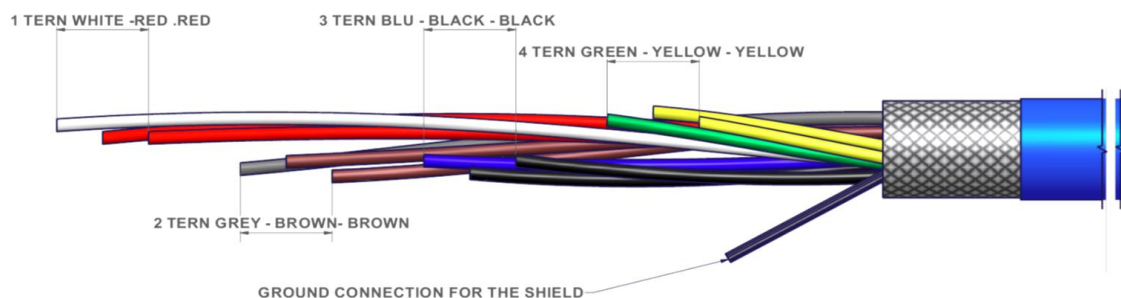 1 TERN WHITE -RED .RED
3 TERN BLU - BLACK - BLACK
4 TERN GREEN - YELLOW - YELLOW
2 TERN GREY - BROWN- BROWN
GROUND CONNECTION FOR THE SHIELD